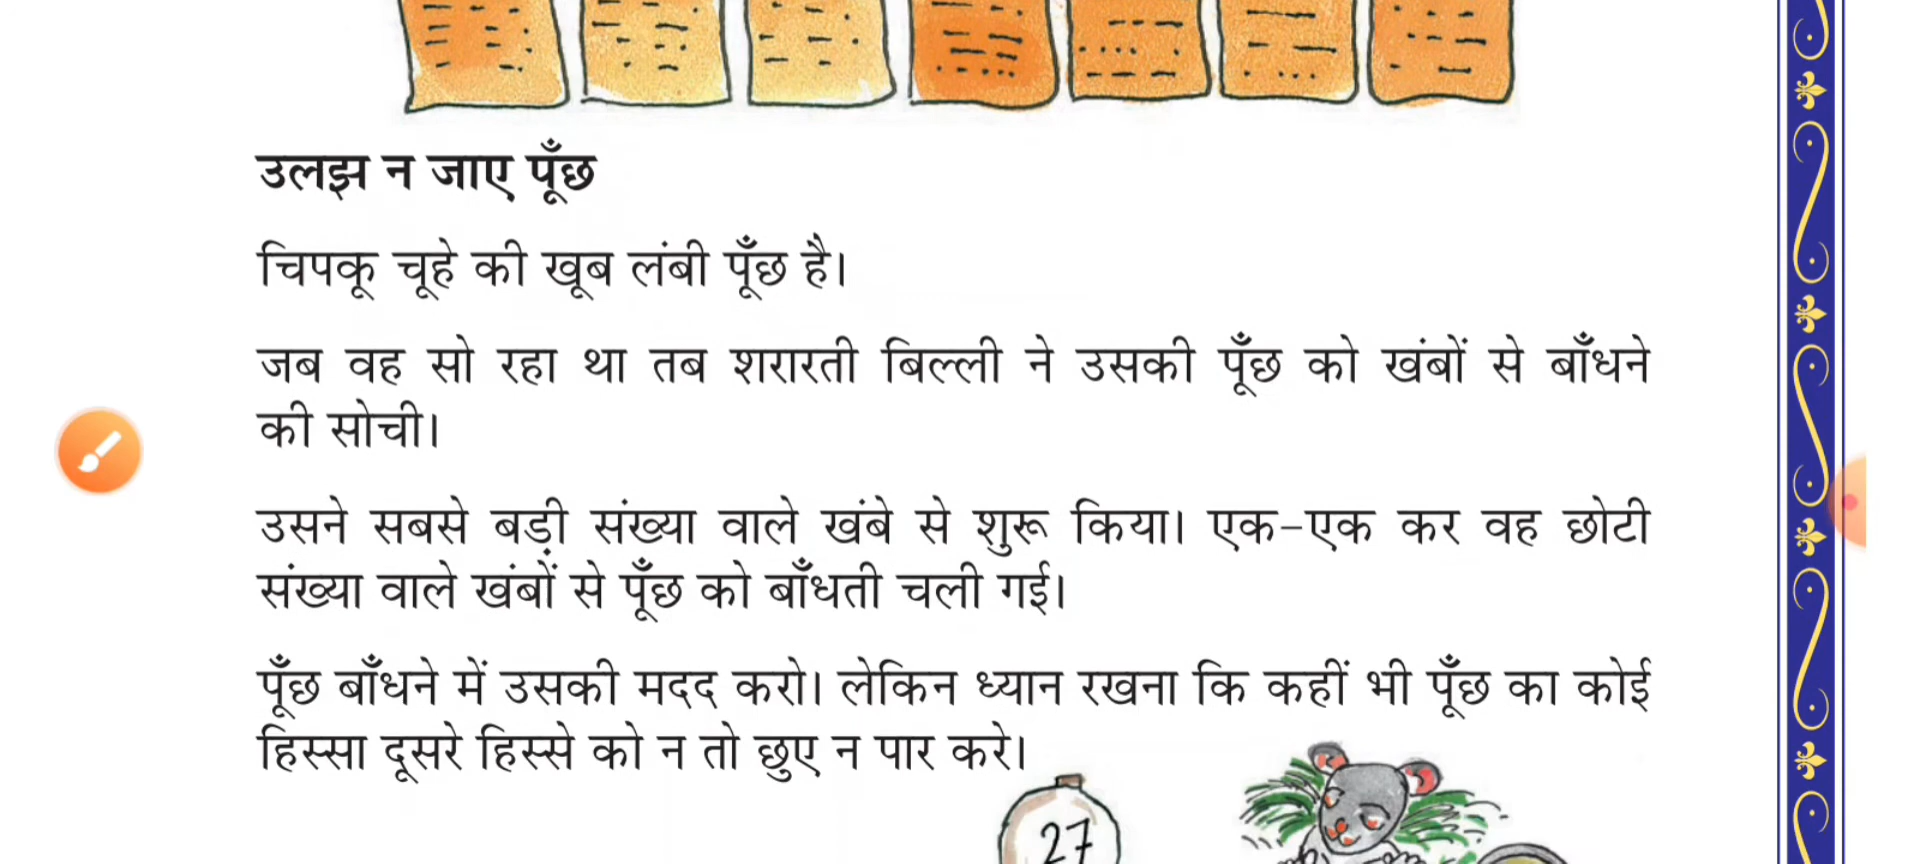 उलझ न जाए पूँछ
चिपकू चूहे की खूब लंबी पूँछ है।
जब वह सो रहा था तब शरारती बिल्ली ने उसकी पूँछ को खंबों से बाँधने
की सोची।
उसने सबसे बड़ी संख्या वाले खंबे से शुरू किया। एक-एक कर वह छोटी
संख्या वाले खंबों से पूँछ को बाँधती चली गई।
पूँछ बाँधने में उसकी मदद करो। लेकिन ध्यान रखना कि कहीं भी पूँछ का कोई
हिस्सा दूसरे हिस्से को न तो छुए न पार करे।
27